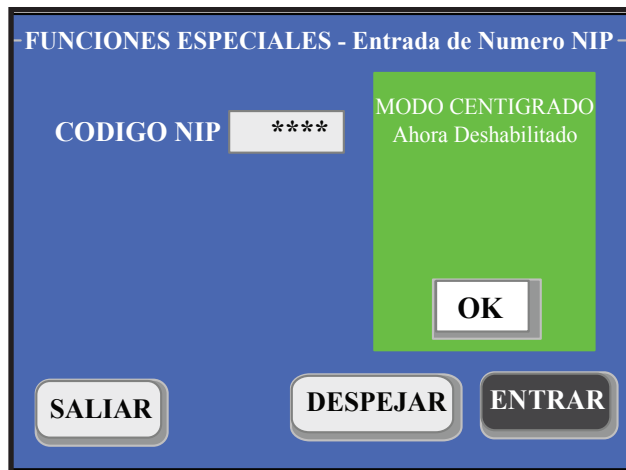 FUNCIONES ESPECIALES - Entrada de Numero NIP
CODIGO NIP ****
MODO CENTIGRADO
Ahora Deshabilitado
OK
SALIAR
DESPEJAR
ENTRAR